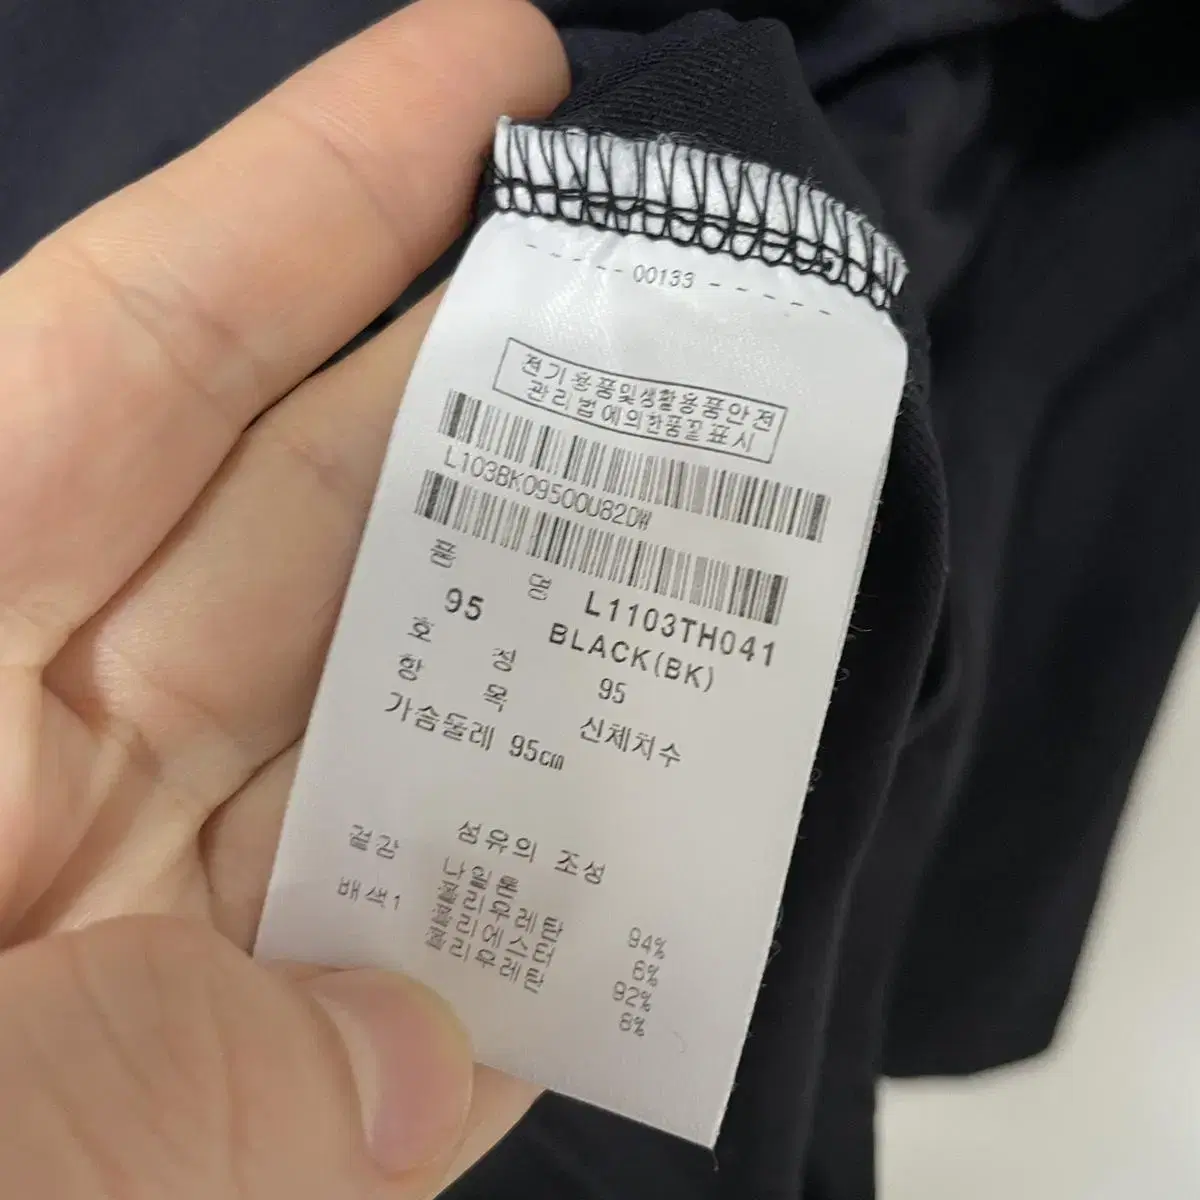 - - - - - 00133 - - - - -
전기용품및생활용품안전
관리법에의한품질표시
L103BK09500U82DW
품 명 L1103TH041
95 BLACK(BK)
호 칭 95
항 목 신체치수
가슴둘레 95cm
섬유의 조성
겉감 나일론 94%
폴리우레탄 6%
배색1 폴리에스터 92%
폴리우레탄 8%